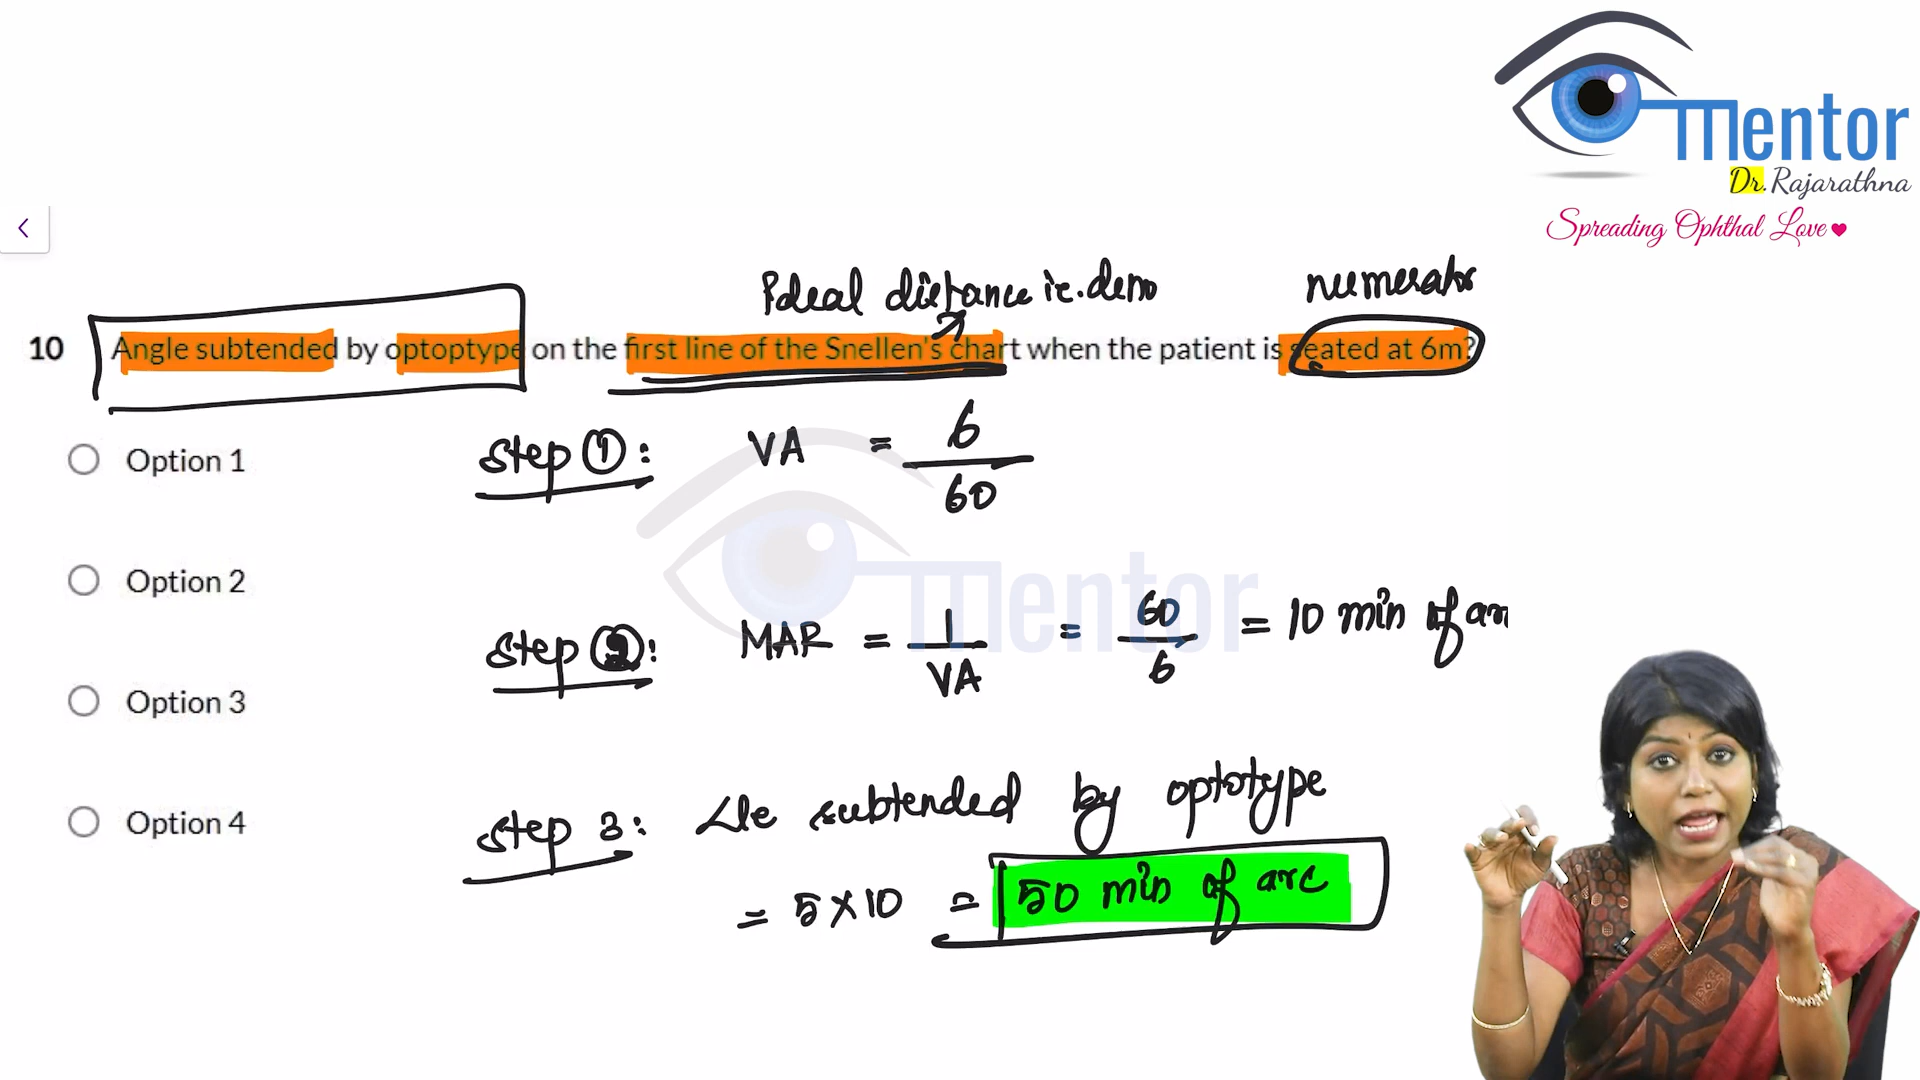 mentor
Dr. Rajarathna
Spreading Ophthal Love
Ideal distance ie. deno
numerator
10 Angle subtended by optoptype on the first line of the Snellen's chart when the patient is seated at 6m?
Option 1
Step 1: VA = 6/60
Option 2
mentor
Step 2: MAR = 1/VA = 60/6 = 10 min of arc
Option 3
Step 3: ∠le subtended by optotype
Option 4
= 5 x 10 = 50 min of arc